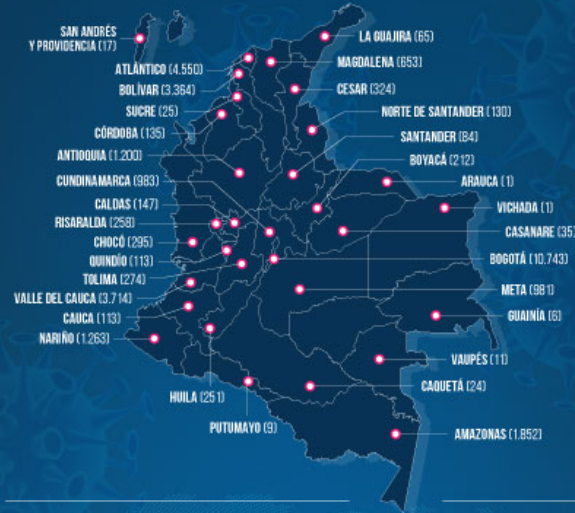 SAN ANDRÉS
Y PROVIDENCIA (17)
ATLÁNTICO (4.550)
BOLÍVAR (3.364)
SUCRE (25)
CÓRDOBA (135)
ANTIOQUIA (1.200)
CUNDINAMARCA (983)
CALDAS (147)
RISARALDA (258)
CHOCÓ (295)
QUINDÍO (113)
TOLIMA (274)
VALLE DEL CAUCA (3.714)
CAUCA (113)
NARIÑO (1.263)
HUILA (251)
PUTUMAYO (9)
LA GUAJIRA (65)
MAGDALENA (653)
CESAR (324)
NORTE DE SANTANDER (130)
SANTANDER (84)
BOYACÁ (212)
ARAUCA (1)
VICHADA (1)
CASANARE (35)
BOGOTÁ (10.743)
META (981)
GUAINÍA (6)
VAUPÉS (11)
CAQUETÁ (24)
AMAZONAS (1.852)